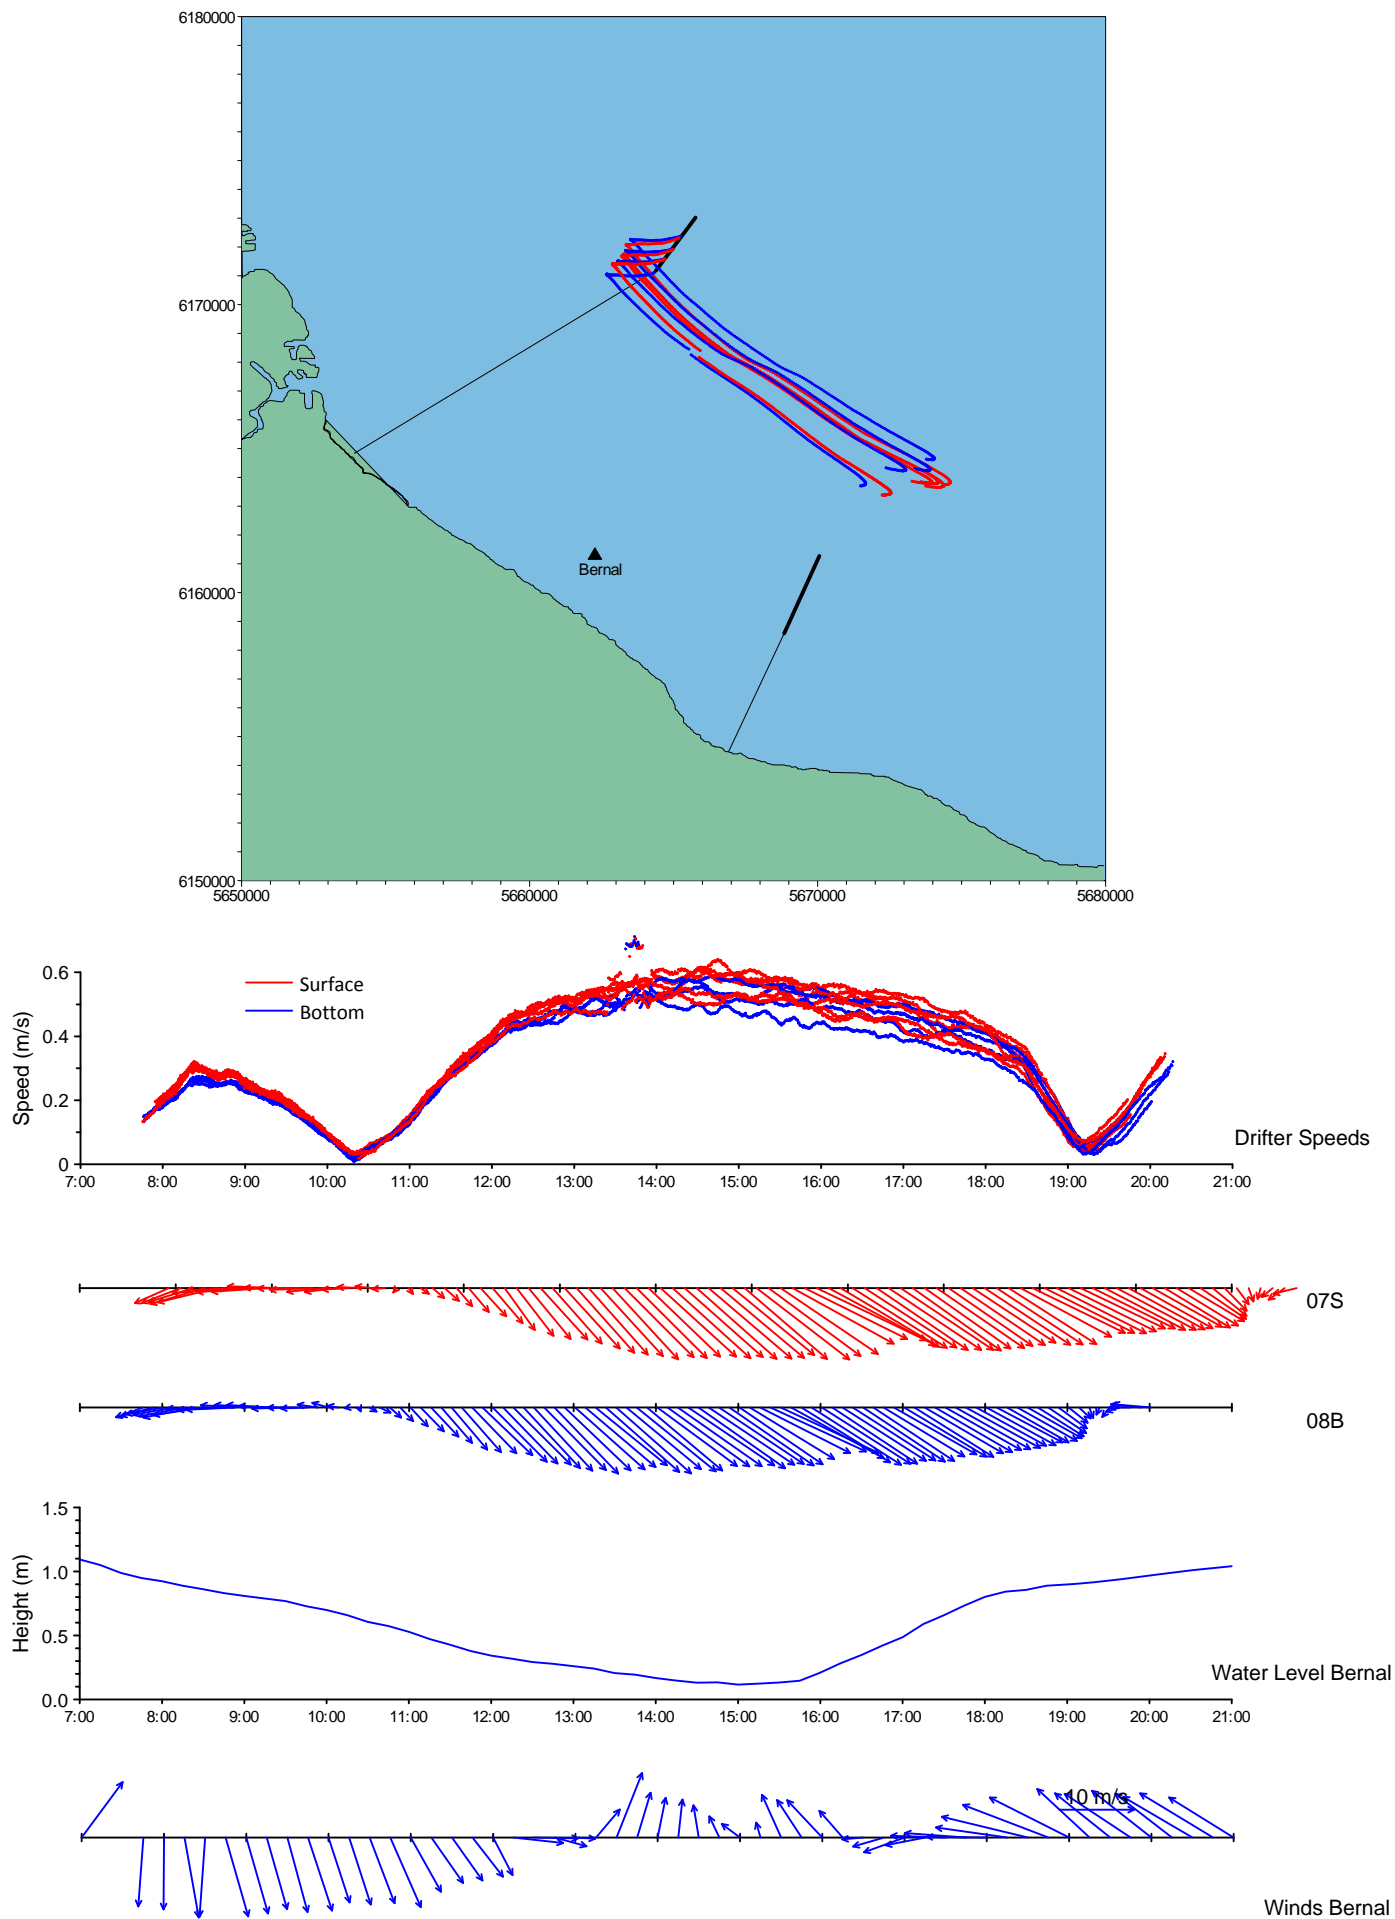 6180000
6170000
Bernal
6160000
6150000
5650000 5660000 5670000 5680000
0.6
Surface
Bottom
0.4
Speed (m/s)
0.2
Drifter Speeds
0
7:00 8:00 9:00 10:00 11:00 12:00 13:00 14:00 15:00 16:00 17:00 18:00 19:00 20:00 21:00
07S
08B
1.5
1.0
Height (m)
0.5
Water Level Bernal
0.0
7:00 8:00 9:00 10:00 11:00 12:00 13:00 14:00 15:00 16:00 17:00 18:00 19:00 20:00 21:00
10 m/s
Winds Bernal